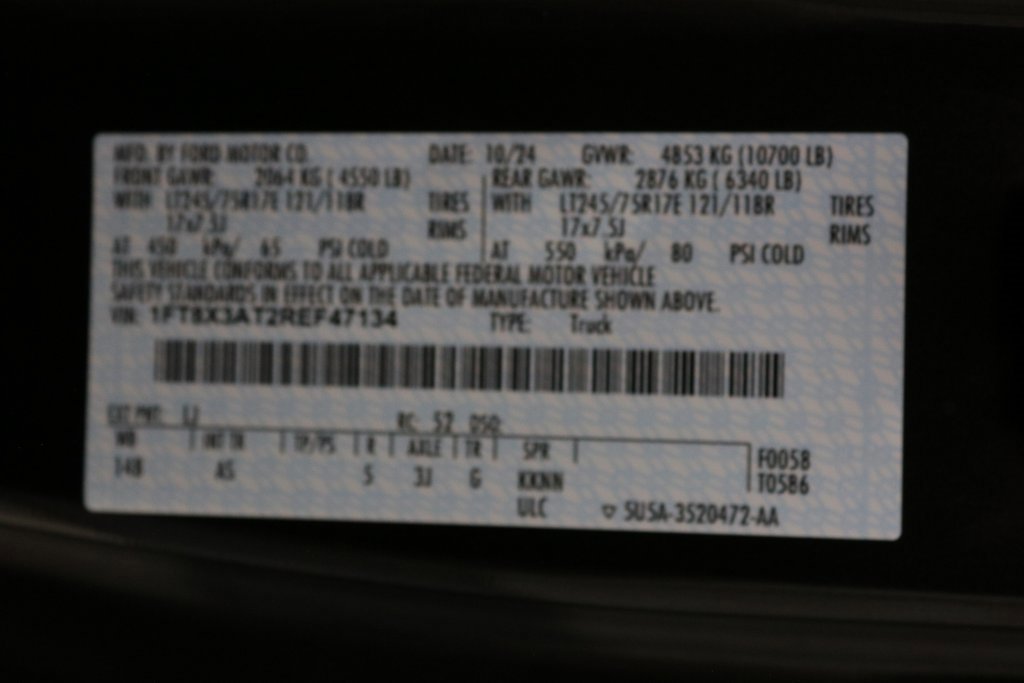 MFD. BY FORD MOTOR CO. DATE: 10/24 GVWR: 4853 KG (10700 LB)
FRONT GAWR: 2064 KG ( 4550 LB) REAR GAWR: 2876 KG ( 6340 LB)
WITH LT245/75R17E 121/118R TIRES WITH LT245/75R17E 121/118R TIRES
17x7.5J RIMS 17x7.5J RIMS
AT 450 kPa/ 65 PSI COLD AT 550 kPa/ 80 PSI COLD
THIS VEHICLE CONFORMS TO ALL APPLICABLE FEDERAL MOTOR VEHICLE
SAFETY STANDARDS IN EFFECT ON THE DATE OF MANUFACTURE SHOWN ABOVE.
VIN: 1FT8X3AT2REF47134 TYPE: Truck
EXT PNT: RC: 52 DSO:
WB INT TR TP/PS R AXLE TR SPR F0058
148 AS 5 3J G KKNN T0586
ULC ▽ SU5A-3520472-AA